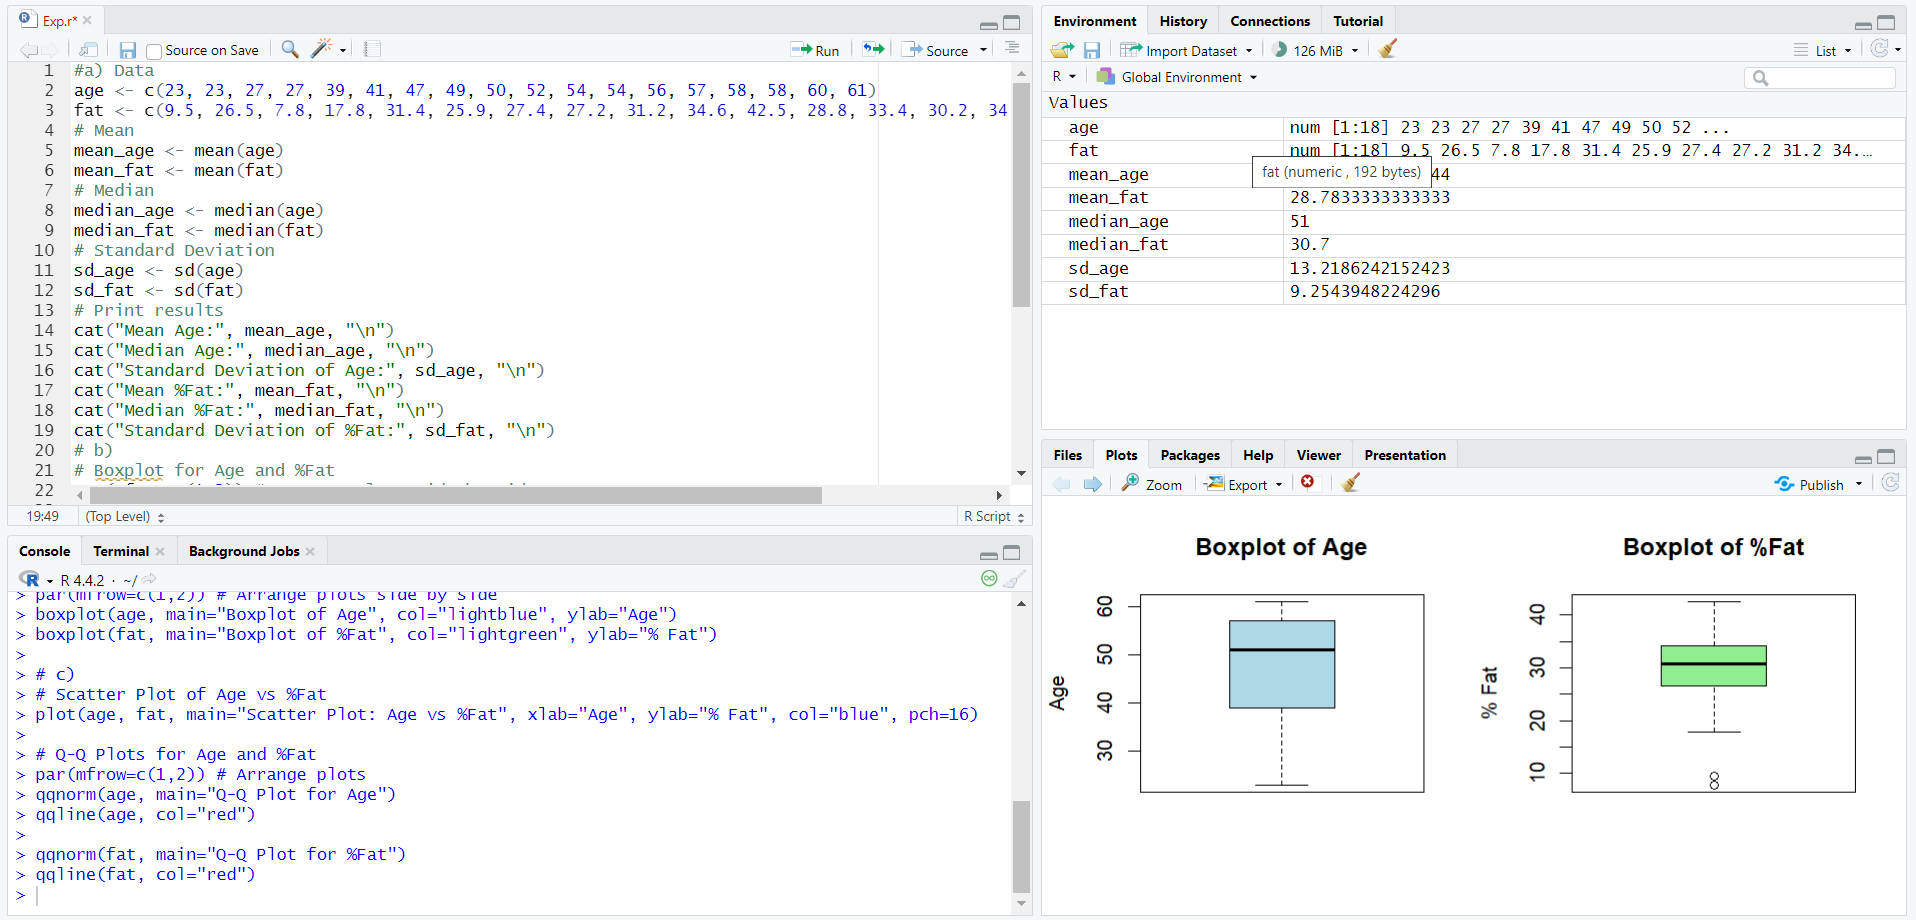 Exp.r*
Source on Save
Run
Source
1 #a) Data
2 age <- c(23, 23, 27, 27, 39, 41, 47, 49, 50, 52, 54, 54, 56, 57, 58, 58, 60, 61)
3 fat <- c(9.5, 26.5, 7.8, 17.8, 31.4, 25.9, 27.4, 27.2, 31.2, 34.6, 42.5, 28.8, 33.4, 30.2, 34
4 # Mean
5 mean_age <- mean(age)
6 mean_fat <- mean(fat)
7 # Median
8 median_age <- median(age)
9 median_fat <- median(fat)
10 # Standard Deviation
11 sd_age <- sd(age)
12 sd_fat <- sd(fat)
13 # Print results
14 cat("Mean Age:", mean_age, "\n")
15 cat("Median Age:", median_age, "\n")
16 cat("Standard Deviation of Age:", sd_age, "\n")
17 cat("Mean %Fat:", mean_fat, "\n")
18 cat("Median %Fat:", median_fat, "\n")
19 cat("Standard Deviation of %Fat:", sd_fat, "\n")
20 # b)
21 # Boxplot for Age and %Fat
22
19:49 (Top Level) R Script
Console Terminal Background Jobs
R R 4.4.2 · ~/
> par(mfrow=c(1,2)) # Arrange plots side by side
> boxplot(age, main="Boxplot of Age", col="lightblue", ylab="Age")
> boxplot(fat, main="Boxplot of %Fat", col="lightgreen", ylab="% Fat")
>
> # c)
> # Scatter Plot of Age vs %Fat
> plot(age, fat, main="Scatter Plot: Age vs %Fat", xlab="Age", ylab="% Fat", col="blue", pch=16)
>
> # Q-Q Plots for Age and %Fat
> par(mfrow=c(1,2)) # Arrange plots
> qqnorm(age, main="Q-Q Plot for Age")
> qqline(age, col="red")
>
> qqnorm(fat, main="Q-Q Plot for %Fat")
> qqline(fat, col="red")
>
Environment History Connections Tutorial
Import Dataset 126 MiB List
R Global Environment
Values
age num [1:18] 23 23 27 27 39 41 47 49 50 52 ...
fat num [1:18] 9.5 26.5 7.8 17.8 31.4 25.9 27.4 27.2 31.2 34.…
fat (numeric , 192 bytes)
mean_age 44
mean_fat 28.7833333333333
median_age 51
median_fat 30.7
sd_age 13.2186242152423
sd_fat 9.2543948224296
Files Plots Packages Help Viewer Presentation
Zoom Export Publish
Boxplot of Age
Age
60
50
40
30
Boxplot of %Fat
% Fat
40
30
20
10